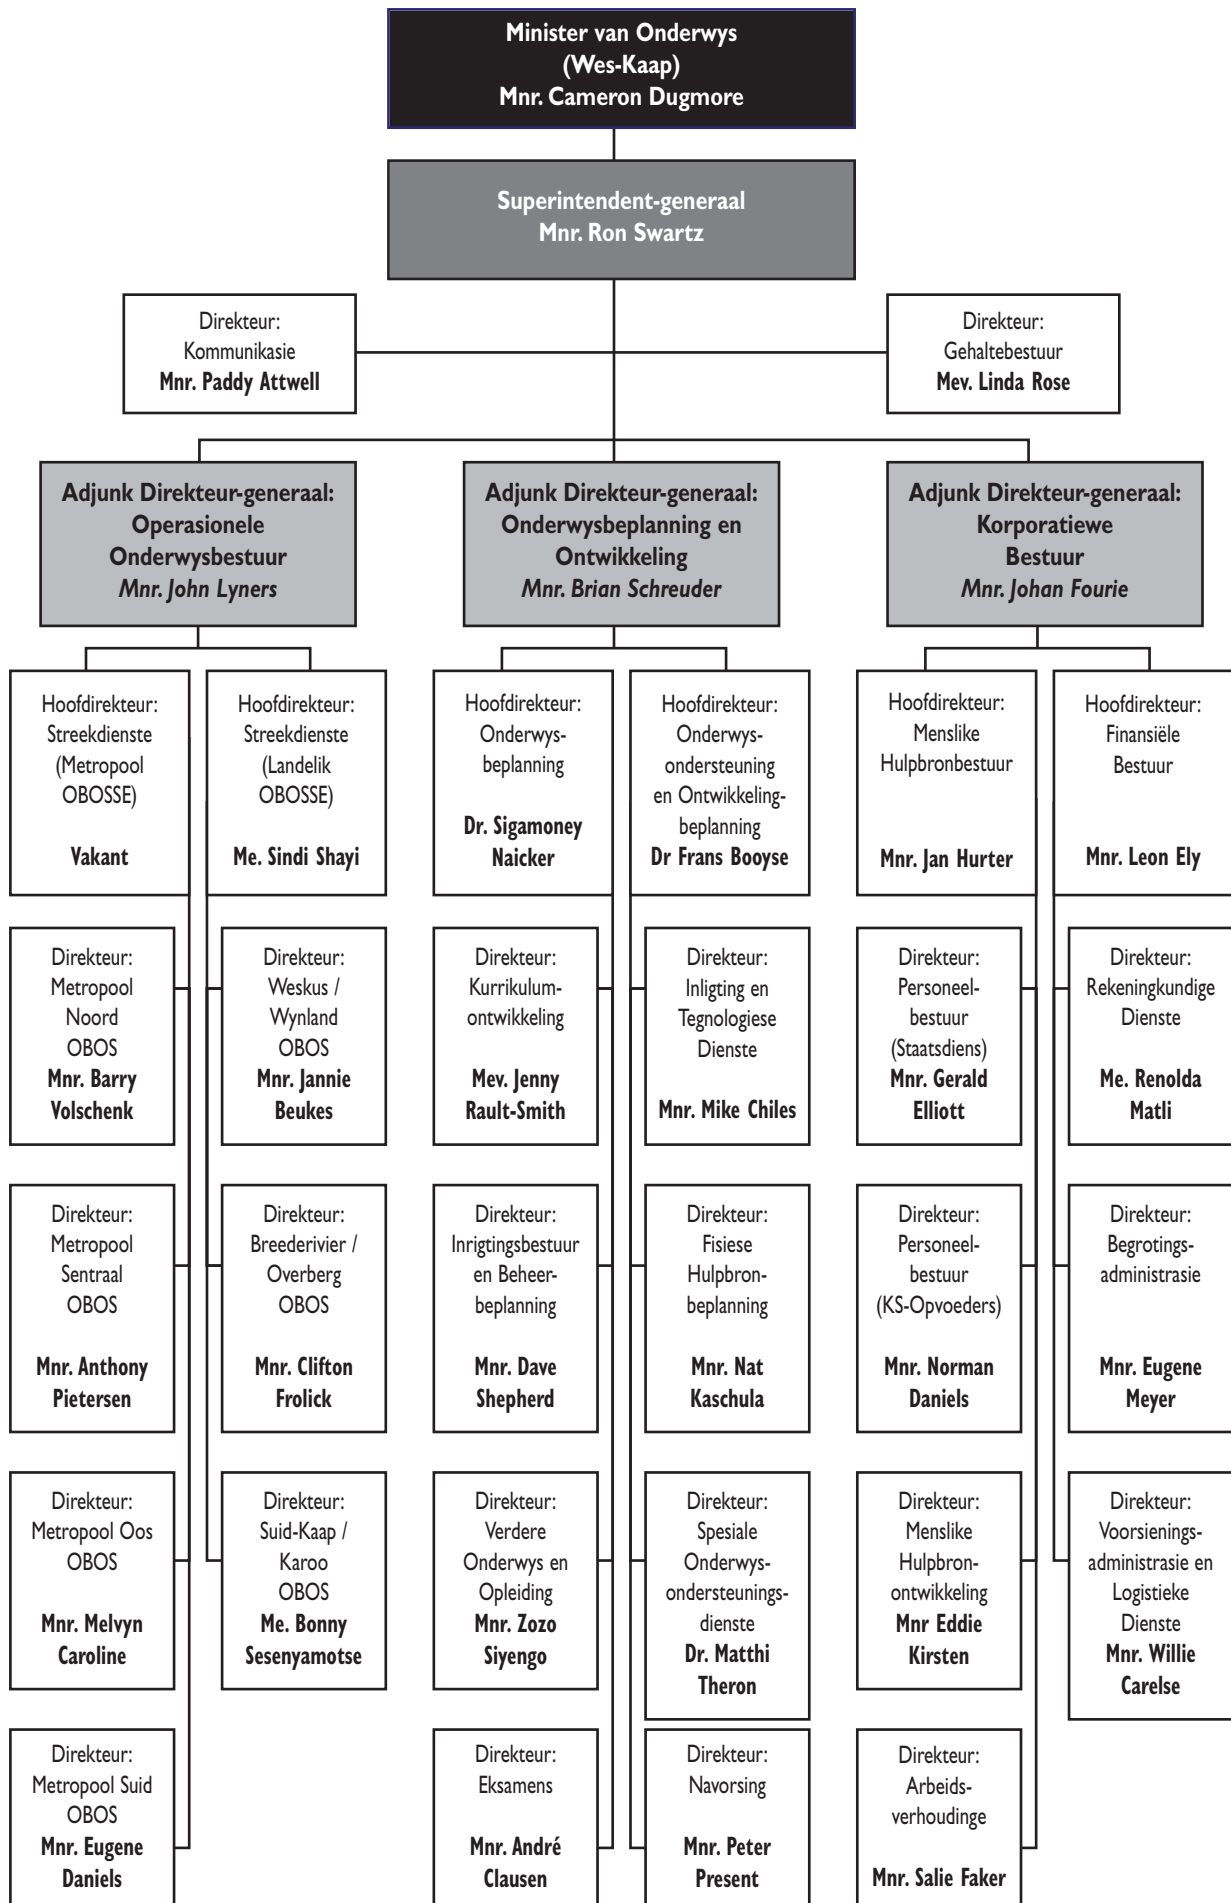 Minister van Onderwys
(Wes-Kaap)
Mnr. Cameron Dugmore
Superintendent-generaal
Mnr. Ron Swartz
Direkteur:
Kommunikasie
Mnr. Paddy Attwell
Direkteur:
Gehaltebestuur
Mev. Linda Rose
Adjunk Direkteur-generaal:
Operasionele
Onderwysbestuur
Mnr. John Lyners
Adjunk Direkteur-generaal:
Onderwysbeplanning en
Ontwikkeling
Mnr. Brian Schreuder
Adjunk Direkteur-generaal:
Korporatiewe
Bestuur
Mnr. Johan Fourie
Hoofdirekteur:
Streekdienste
(Metropool
OBOSSE)
Vakant
Hoofdirekteur:
Streekdienste
(Landelik
OBOSSE)
Me. Sindi Shayi
Hoofdirekteur:
Onderwys-
beplanning
Dr. Sigamoney
Naicker
Hoofdirekteur:
Onderwys-
ondersteuning
en Ontwikkeling-
beplanning
Dr Frans Booyse
Hoofdirekteur:
Menslike
Hulpbronbestuur
Mnr. Jan Hurter
Hoofdirekteur:
Finansiële
Bestuur
Mnr. Leon Ely
Direkteur:
Metropool
Noord
OBOS
Mnr. Barry
Volschenk
Direkteur:
Weskus /
Wynland
OBOS
Mnr. Jannie
Beukes
Direkteur:
Kurrikulum-
ontwikkeling
Mev. Jenny
Rault-Smith
Direkteur:
Inligting en
Tegnologiese
Dienste
Mnr. Mike Chiles
Direkteur:
Personeel-
bestuur
(Staatsdiens)
Mnr. Gerald
Elliott
Direkteur:
Rekeningkundige
Dienste
Me. Renolda
Matli
Direkteur:
Metropool
Sentraal
OBOS
Mnr. Anthony
Pietersen
Direkteur:
Breederivier /
Overberg
OBOS
Mnr. Clifton
Frolick
Direkteur:
Inrigtingsbestuur
en Beheer-
beplanning
Mnr. Dave
Shepherd
Direkteur:
Fisiese
Hulpbron-
beplanning
Mnr. Nat
Kaschula
Direkteur:
Personeel-
bestuur
(KS-Opvoeders)
Mnr. Norman
Daniels
Direkteur:
Begrotings-
administrasie
Mnr. Eugene
Meyer
Direkteur:
Metropool Oos
OBOS
Mnr. Melvyn
Caroline
Direkteur:
Suid-Kaap /
Karoo
OBOS
Me. Bonny
Sesenyamotse
Direkteur:
Verdere
Onderwys en
Opleiding
Mnr. Zozo
Siyengo
Direkteur:
Spesiale
Onderwys-
ondersteunings-
dienste
Dr. Matthi
Theron
Direkteur:
Menslike
Hulpbron-
ontwikkeling
Mnr Eddie
Kirsten
Direkteur:
Voorsienings-
administrasie en
Logistieke
Dienste
Mnr. Willie
Carelse
Direkteur:
Metropool Suid
OBOS
Mnr. Eugene
Daniels
Direkteur:
Eksamens
Mnr. André
Clausen
Direkteur:
Navorsing
Mnr. Peter
Present
Direkteur:
Arbeids-
verhoudinge
Mnr. Salie Faker